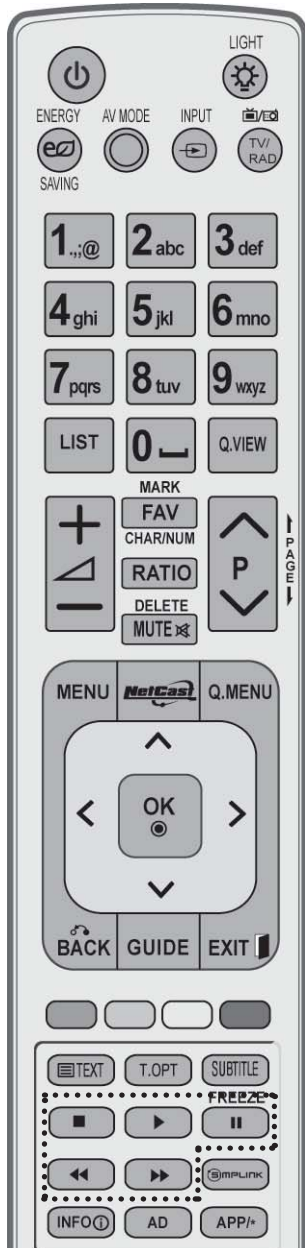 LIGHT
ENERGY AV MODE INPUT
TV/
RAD
SAVING
1.,;@ 2abc 3def
4ghi 5jkl 6mno
7pqrs 8tuv 9wxyz
LIST 0 Q.VIEW
MARK
FAV
CHAR/NUM
P
PAGE
RATIO
DELETE
MUTE
MENU NetCast Q.MENU
OK
BACK GUIDE EXIT
TEXT T.OPT SUBTITLE
FREEZE
SIMPLINK
INFO AD APP/*